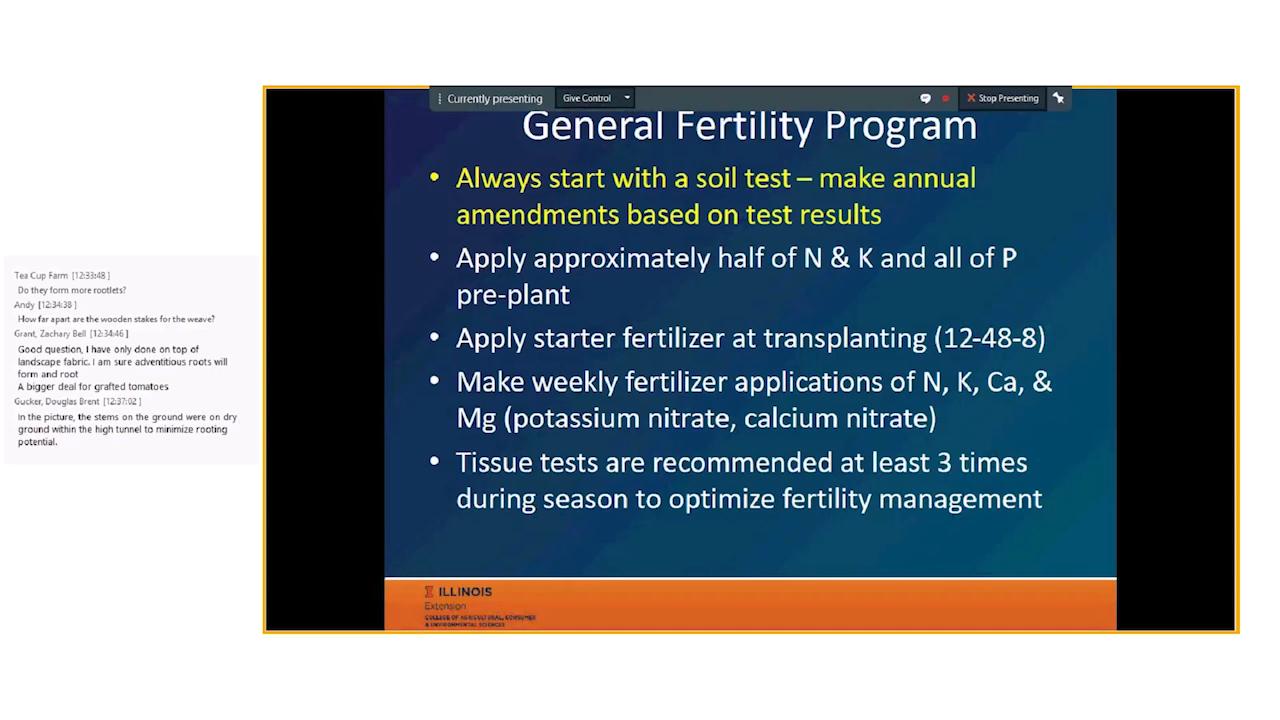 Tea Cup Farm [12:33:48 ]
Do they form more rootlets?
Andy [12:34:38 ]
How far apart are the wooden stakes for the weave?
Grant, Zachary Bell [12:34:46 ]
Good question, I have only done on top of
landscape fabric. I am sure adventitious roots will
form and root
A bigger deal for grafted tomatoes
Gucker, Douglas Brent [12:37:02 ]
In the picture, the stems on the ground were on dry
ground within the high tunnel to minimize rooting
potential.
Currently presenting Give Control Stop Presenting
General Fertility Program
• Always start with a soil test – make annual
amendments based on test results
• Apply approximately half of N & K and all of P
pre-plant
• Apply starter fertilizer at transplanting (12-48-8)
• Make weekly fertilizer applications of N, K, Ca, &
Mg (potassium nitrate, calcium nitrate)
• Tissue tests are recommended at least 3 times
during season to optimize fertility management
I ILLINOIS
Extension
COLLEGE OF AGRICULTURAL, CONSUMER
& ENVIRONMENTAL SCIENCES